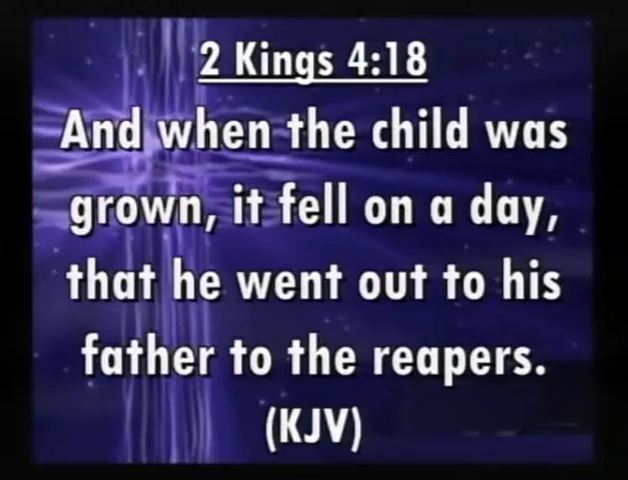 2 Kings 4:18
And when the child was
grown, it fell on a day,
that he went out to his
father to the reapers.
(KJV)